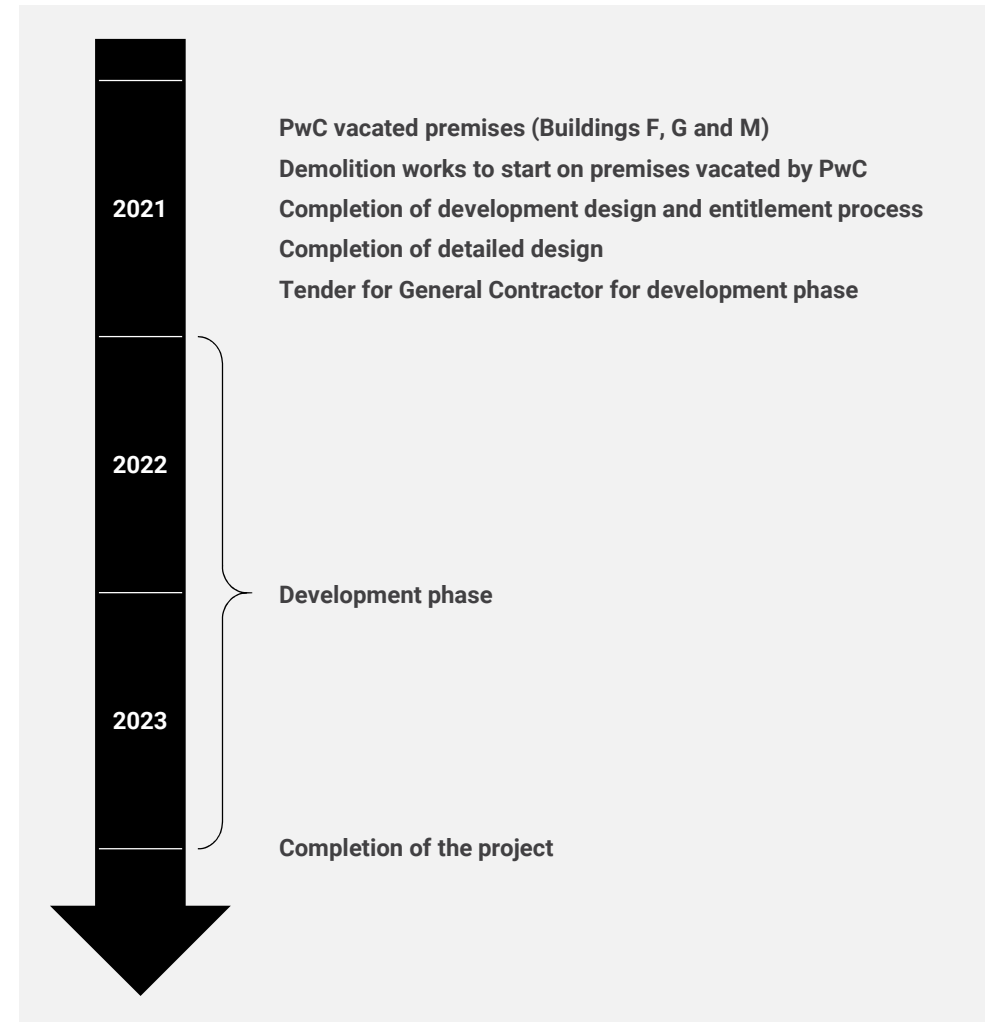 PwC vacated premises (Buildings F, G and M)
Demolition works to start on premises vacated by PwC
2021
Completion of development design and entitlement process
Completion of detailed design
Tender for General Contractor for development phase
2022
Development phase
2023
Completion of the project